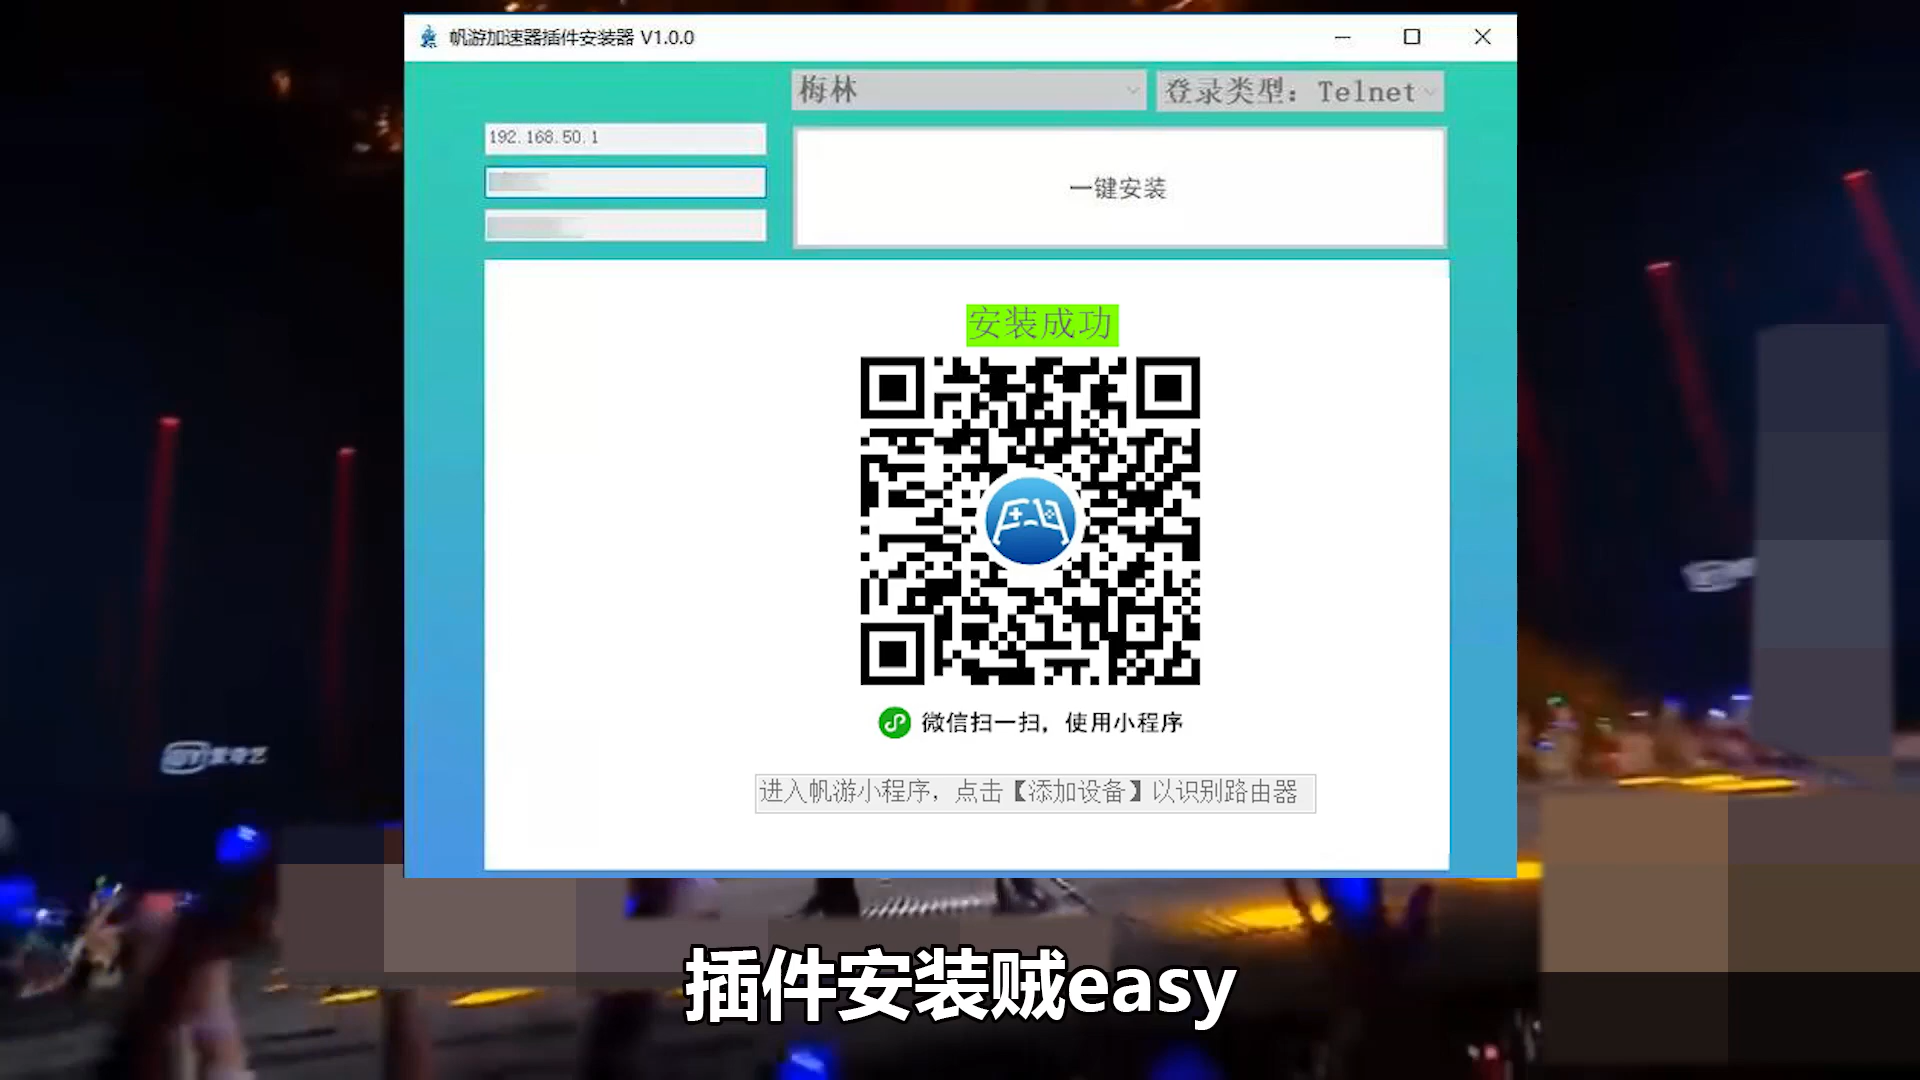 帆游加速器插件安装器 V1.0.0
梅林
登录类型：Telnet
192.168.50.1
一键安装
安装成功
微信扫一扫，使用小程序
进入帆游小程序，点击【添加设备】以识别路由器
爱奇艺
插件安装贼easy